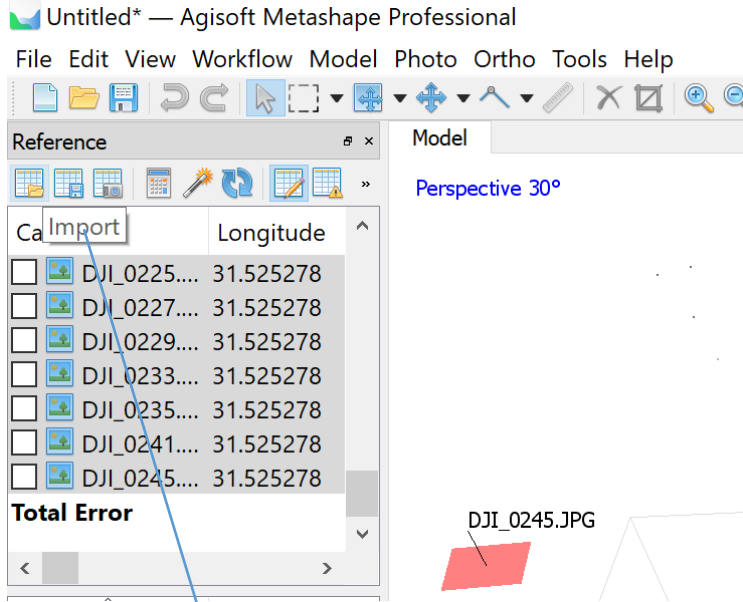 Untitled* — Agisoft Metashape Professional
File Edit View Workflow Model Photo Ortho Tools Help
Reference
Model
»
Perspective 30°
Import
Ca
Longitude
DJI_0225.... 31.525278
DJI_0227.... 31.525278
DJI_0229.... 31.525278
DJI_0233.... 31.525278
DJI_0235.... 31.525278
DJI_0241.... 31.525278
DJI_0245.... 31.525278
Total Error
DJI_0245.JPG